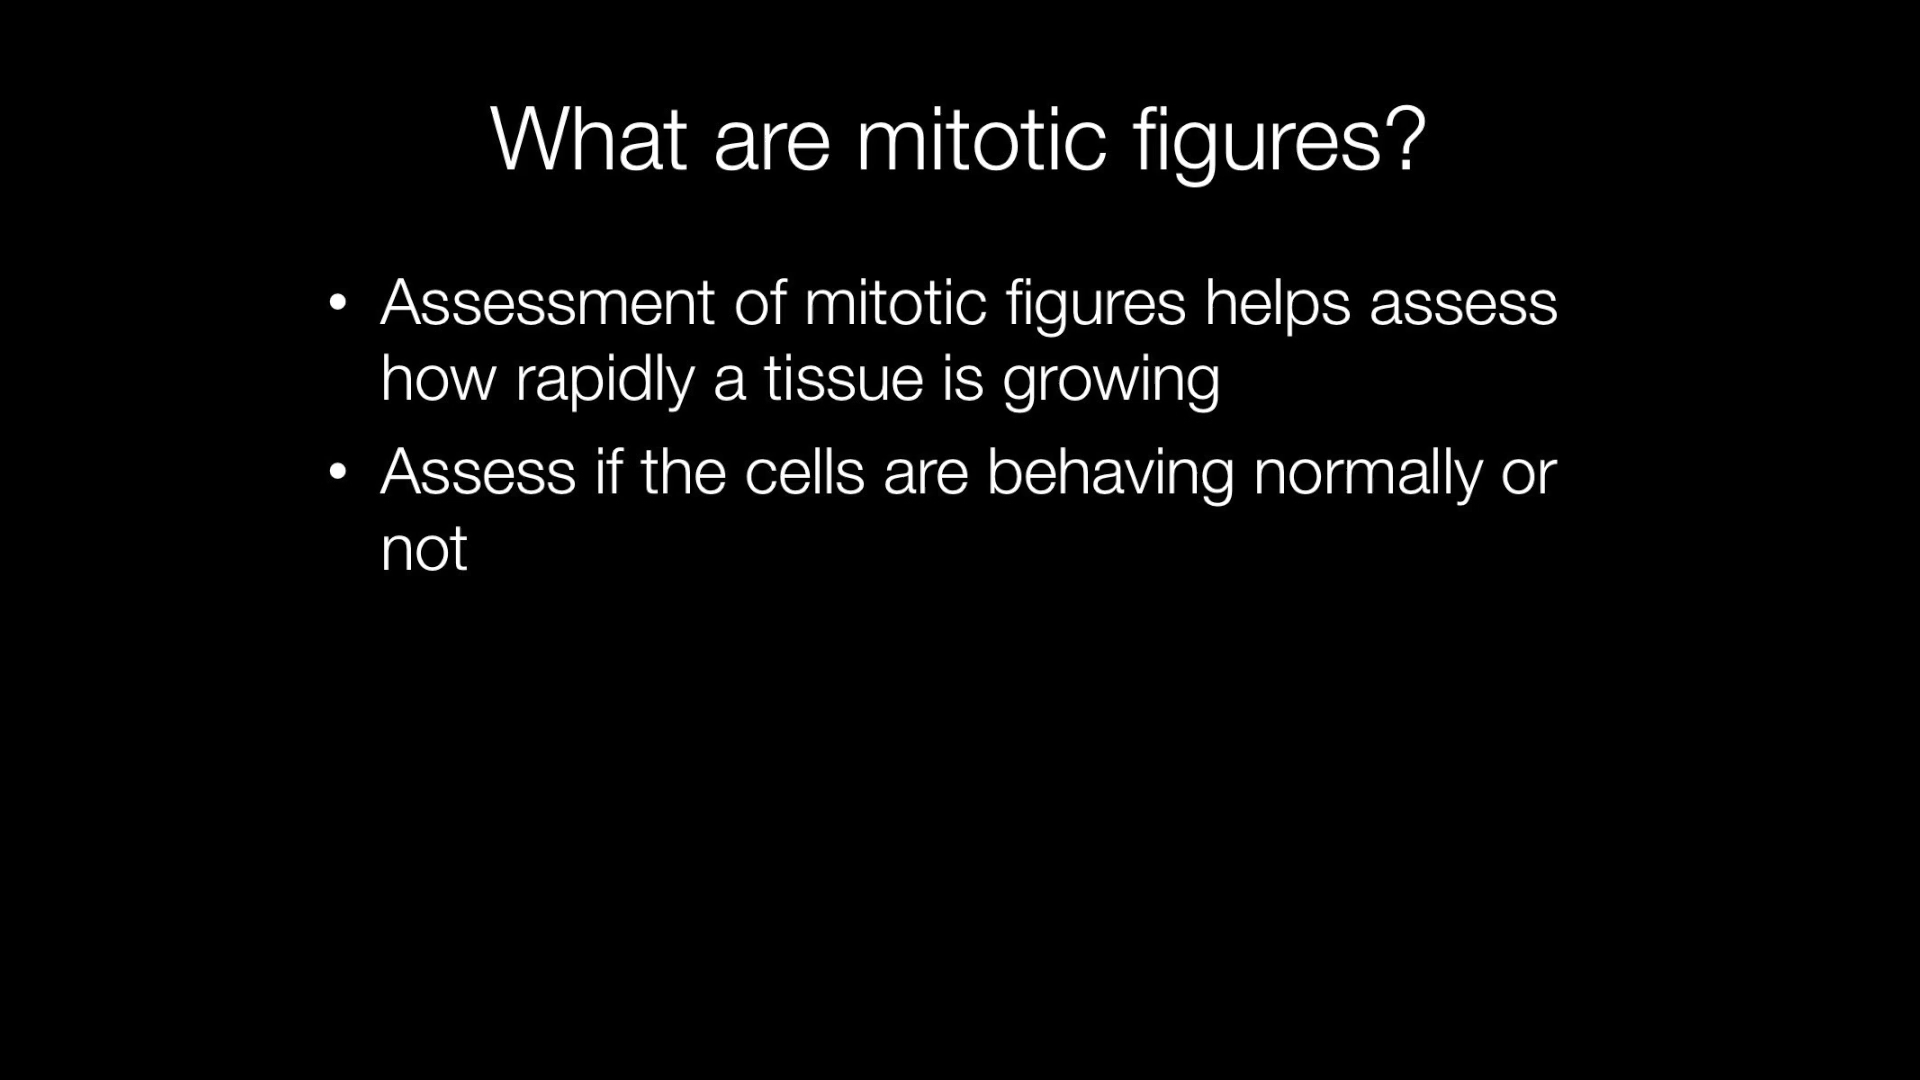 What are mitotic figures?
• Assessment of mitotic figures helps assess
how rapidly a tissue is growing
• Assess if the cells are behaving normally or
not